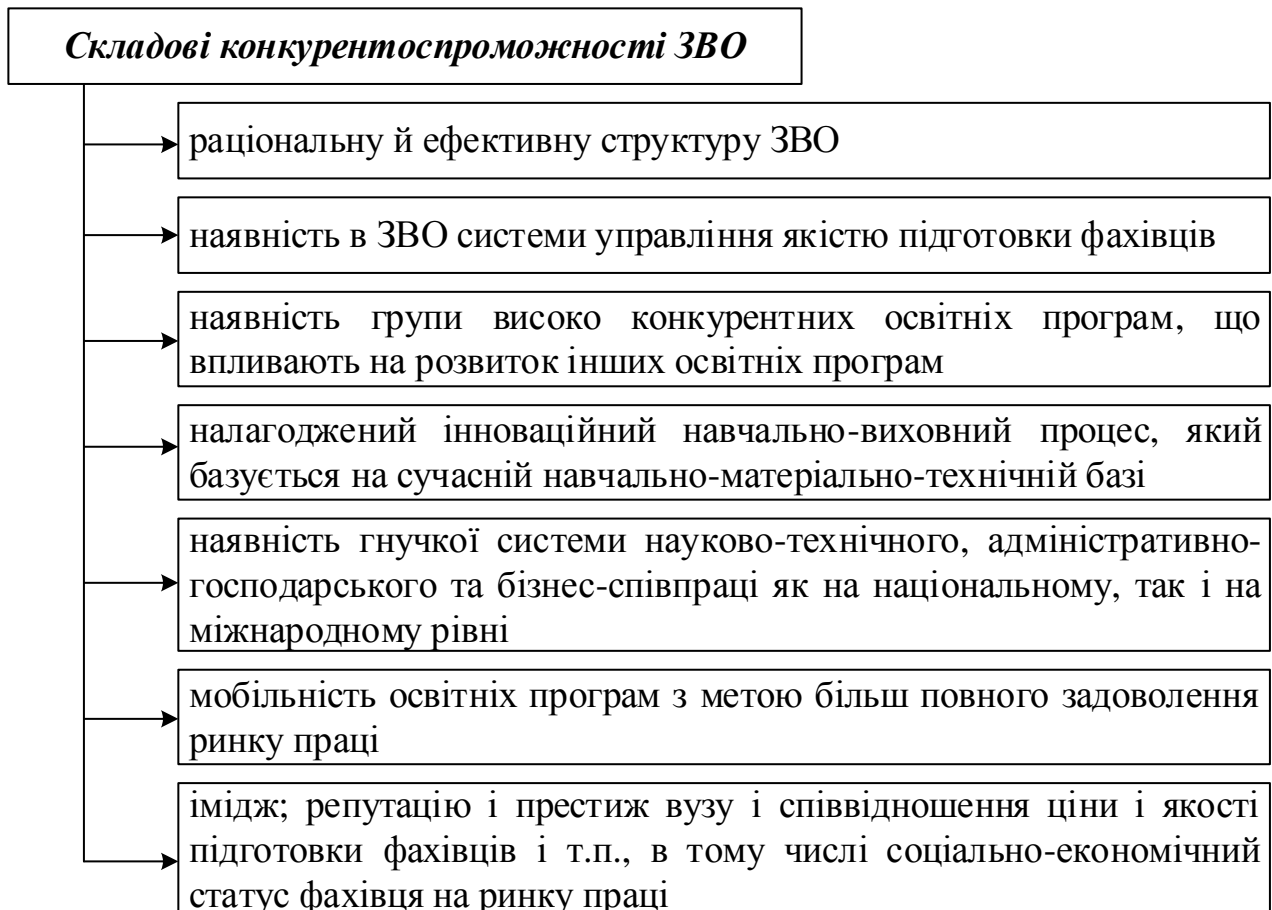 Складові конкурентоспроможності ЗВО
раціональну й ефективну структуру ЗВО
наявність в ЗВО системи управління якістю підготовки фахівців
наявність групи високо конкурентних освітніх програм, що
впливають на розвиток інших освітніх програм
налагоджений інноваційний навчально-виховний процес, який
базується на сучасній навчально-матеріально-технічній базі
наявність гнучкої системи науково-технічного, адміністративно-
господарського та бізнес-співпраці як на національному, так і на
міжнародному рівні
мобільність освітніх програм з метою більш повного задоволення
ринку праці
імідж; репутацію і престиж вузу і співвідношення ціни і якості
підготовки фахівців і т.п., в тому числі соціально-економічний
статус фахівця на ринку праці